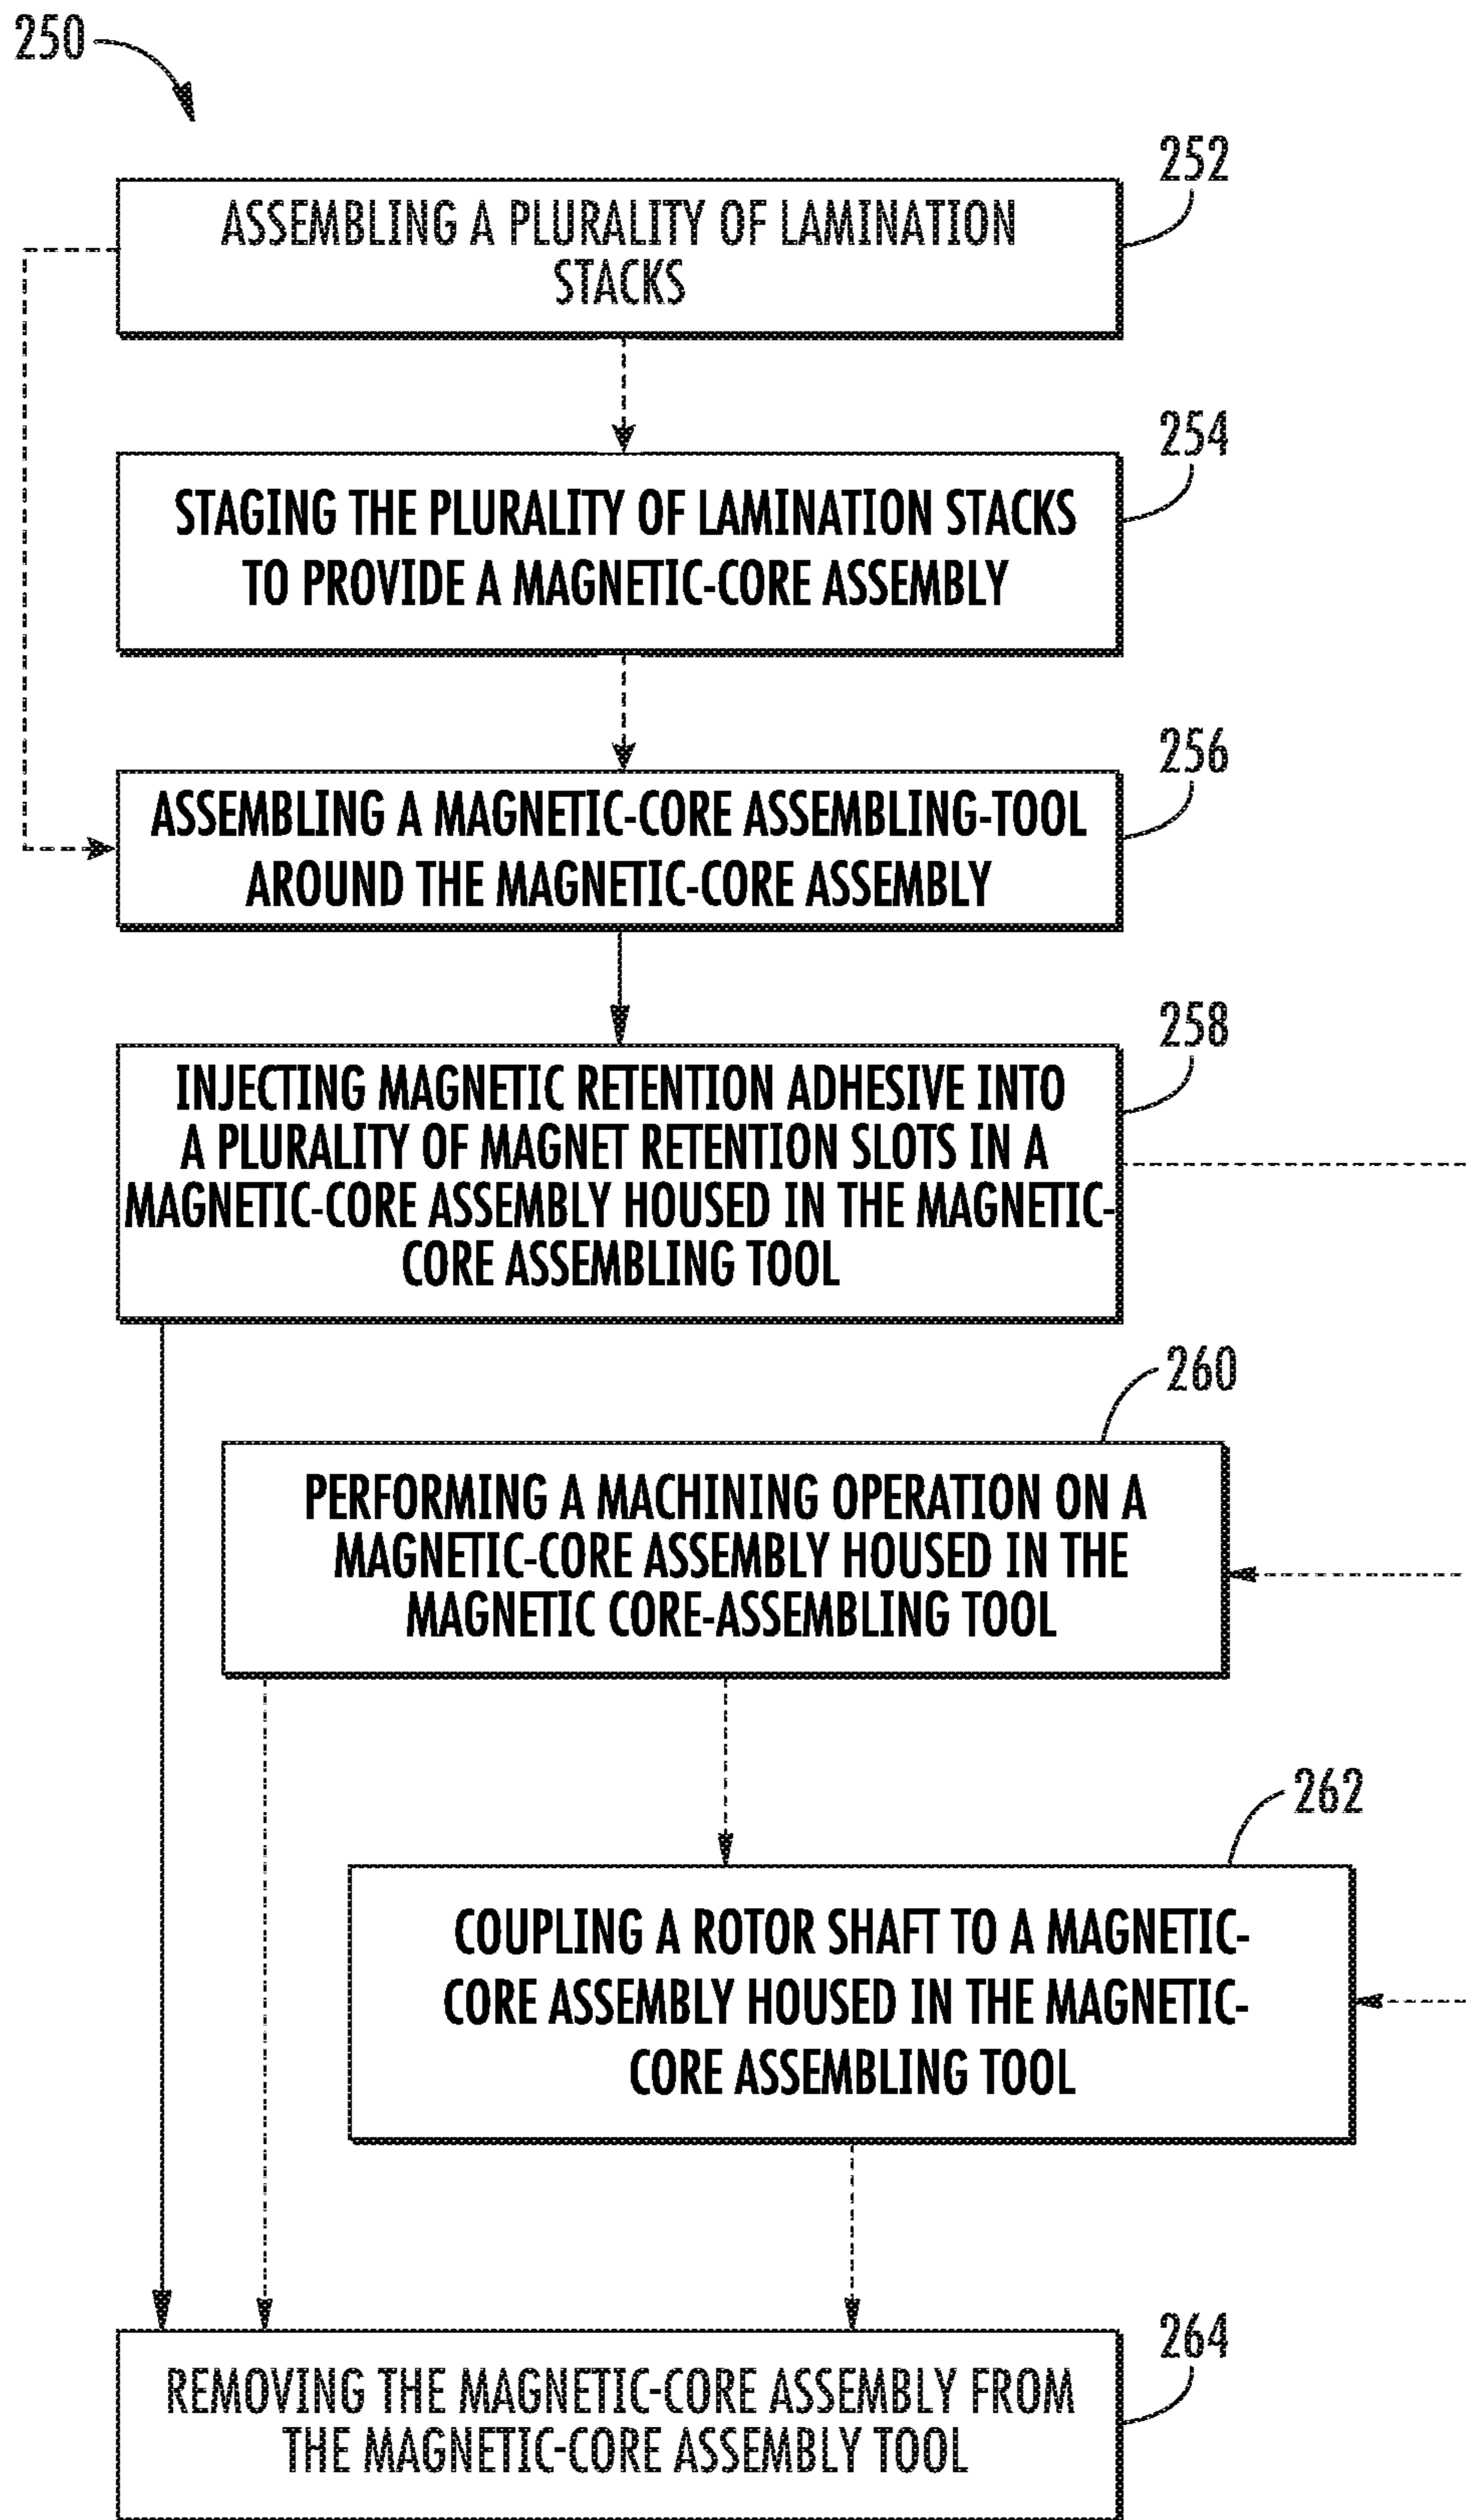 250
252
ASSEMBLING A PLURALITY OF LAMINATION
STACKS
254
STAGING THE PLURALITY OF LAMINATION STACKS
TO PROVIDE A MAGNETIC-CORE ASSEMBLY
256
ASSEMBLING A MAGNETIC-CORE ASSEMBLING-TOOL
AROUND THE MAGNETIC-CORE ASSEMBLY
258
INJECTING MAGNETIC RETENTION ADHESIVE INTO
A PLURALITY OF MAGNET RETENTION SLOTS IN A
MAGNETIC-CORE ASSEMBLY HOUSED IN THE MAGNETIC-
CORE ASSEMBLING TOOL
260
PERFORMING A MACHINING OPERATION ON A
MAGNETIC-CORE ASSEMBLY HOUSED IN THE
MAGNETIC CORE-ASSEMBLING TOOL
262
COUPLING A ROTOR SHAFT TO A MAGNETIC-
CORE ASSEMBLY HOUSED IN THE MAGNETIC-
CORE ASSEMBLING TOOL
264
REMOVING THE MAGNETIC-CORE ASSEMBLY FROM
THE MAGNETIC-CORE ASSEMBLY TOOL